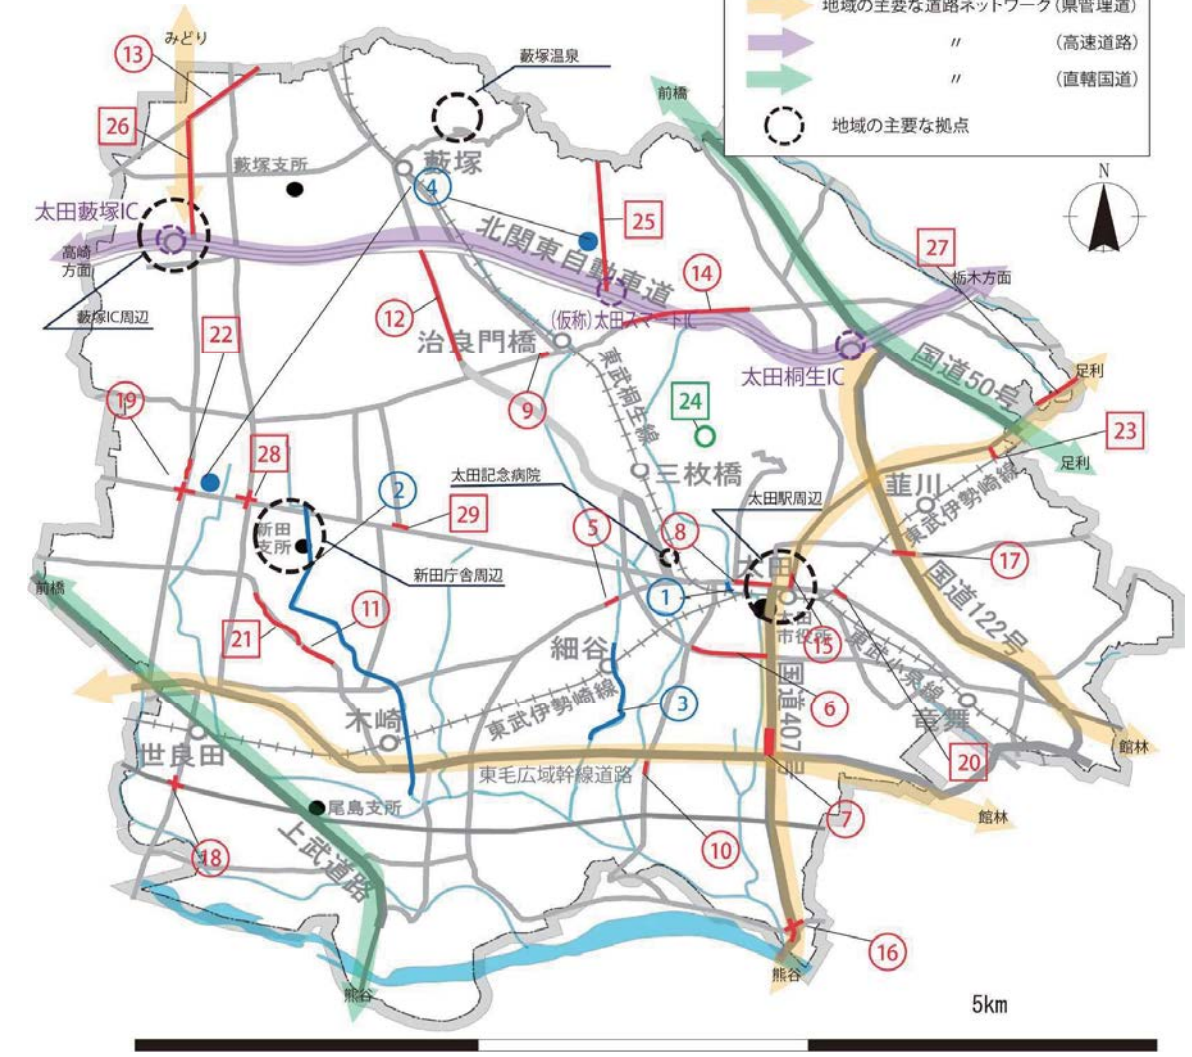 地域の主要な道路ネットワーク(県管理道)
〃 (高速道路)
〃 (直轄国道)
地域の主要な拠点
N
みどり
13
藪塚温泉
前橋
26
藪塚支所
藪塚
4
太田藪塚IC
25
北関東自動車道
27
高崎
方面
栃木方面
14
藪塚IC周辺
12
(仮称)太田スマートIC
22
治良門橋
東武桐生線
太田桐生IC
国道50号
足利
9
24
19
23
28
太田記念病院
三枚橋
足利
2
太田駅周辺
韮川
新田
支所
29
5
8
東武伊勢崎線
17
太田
新田庁舎周辺
前橋
1
国道122号
11
21
太田
市役所
15
細谷
東武小泉線
国道407号
6
3
木崎
東武伊勢崎線
竜舞
世良田
館林
20
東毛広域幹線道路
尾島支所
7
館林
上武道路
10
18
16
熊谷
熊谷
5km